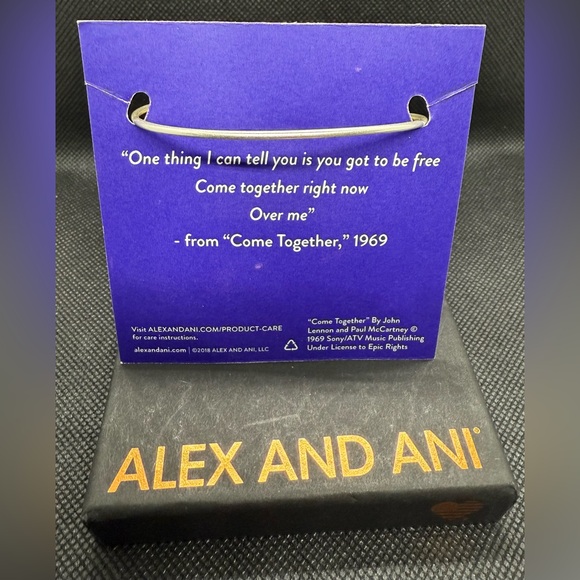 “One thing I can tell you is you got to be free
Come together right now
Over me”
- from “Come Together,” 1969
Visit ALEXANDANI.COM/PRODUCT-CARE
for care instructions.
alexandani.com | ©2018 ALEX AND ANI, LLC
“Come Together” By John
Lennon and Paul McCartney ©
1969 Sony/ATV Music Publishing
Under License to Epic Rights
ALEX AND ANI®